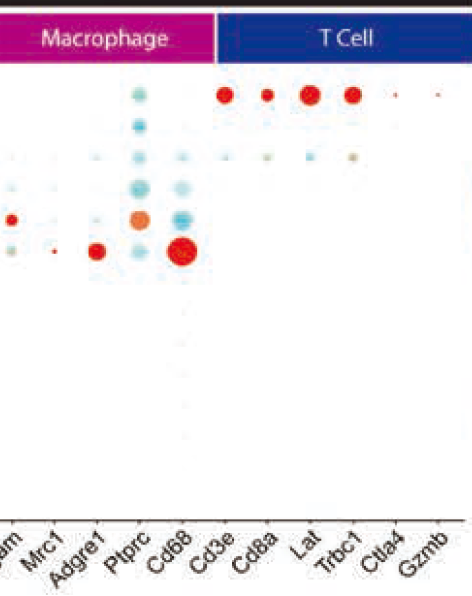 Macrophage
T Cell
Mrc1
Adgre1
Ptprc
Cd68
Cd3e
Cd8a
Lat
Trbc1
Ctla4
Gzmb